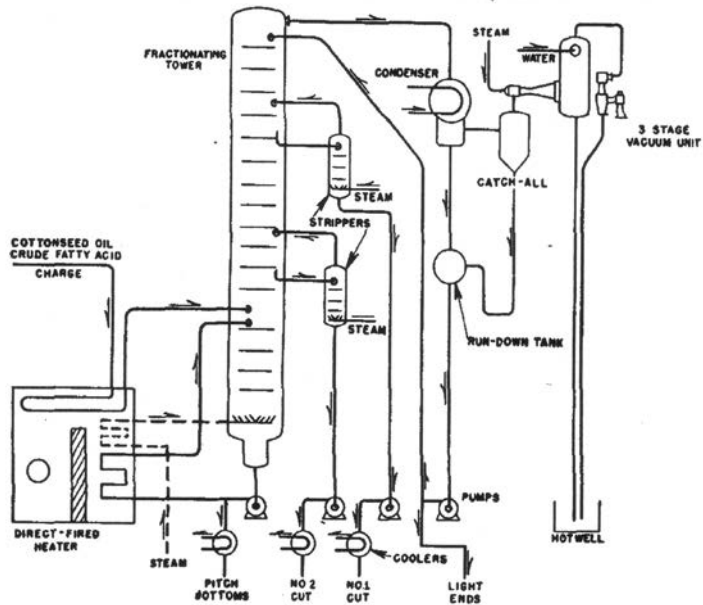 FRACTIONATING
TOWER
STEAM
WATER
CONDENSER
3 STAGE
VACUUM UNIT
CATCH-ALL
STEAM
STRIPPERS
COTTONSEED OIL
CRUDE FATTY ACID
CHARGE
STEAM
RUN-DOWN TANK
PUMPS
DIRECT-FIRED
HEATER
STEAM
PITCH
BOTTOMS
NO 2
CUT
NO.1
CUT
COOLERS
LIGHT
ENDS
HOTWELL